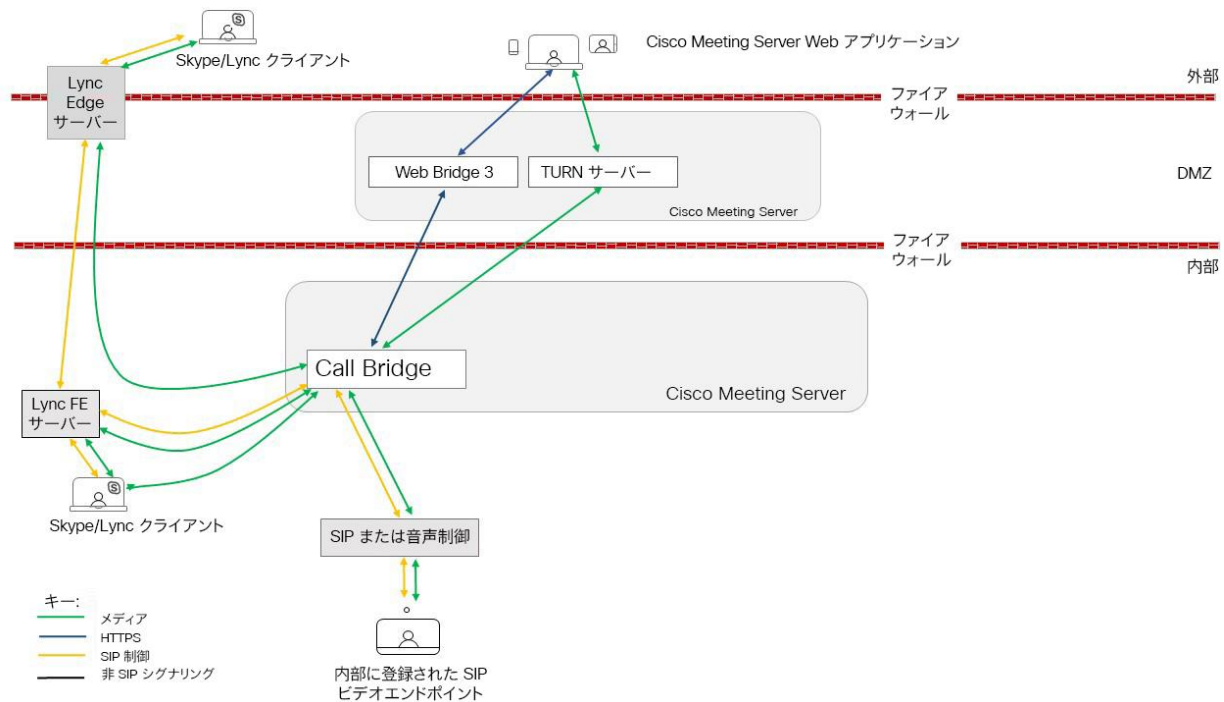 Skype/Lync クライアント
Cisco Meeting Server Web アプリケーション
外部
Lync
Edge
サーバー
ファイア
ウォール
Web Bridge 3
TURN サーバー
DMZ
Cisco Meeting Server
ファイア
ウォール
内部
Call Bridge
Cisco Meeting Server
Lync FE
サーバー
Skype/Lync クライアント
SIP または音声制御
キー:
メディア
HTTPS
SIP 制御
非 SIP シグナリング
内部に登録された SIP
ビデオエンドポイント